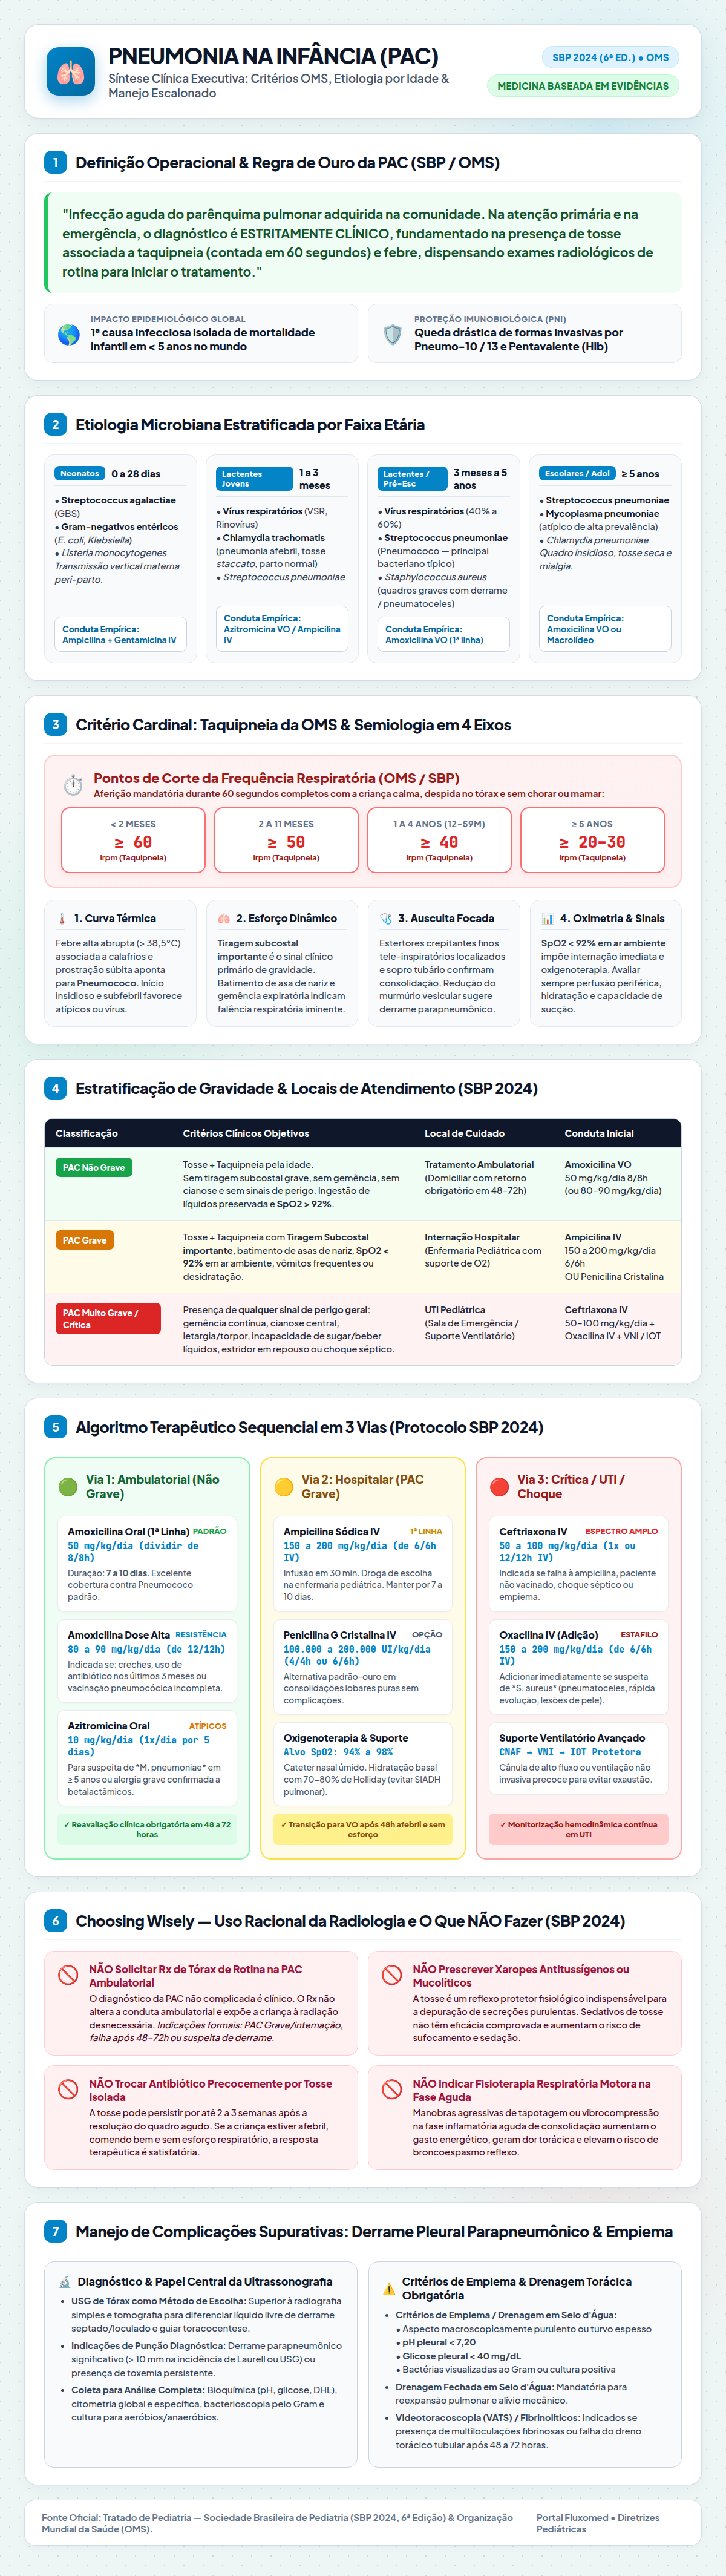 PNEUMONIA NA INFÂNCIA (PAC)
Síntese Clínica Executiva: Critérios OMS, Etiologia por Idade &
Manejo Escalonado
SBP 2024 (6ª ED.) • OMS
MEDICINA BASEADA EM EVIDÊNCIAS
1
Definição Operacional & Regra de Ouro da PAC (SBP / OMS)
"Infecção aguda do parênquima pulmonar adquirida na comunidade. Na atenção primária e na
emergência, o diagnóstico é ESTRITAMENTE CLÍNICO, fundamentado na presença de tosse
associada a taquipneia (contada em 60 segundos) e febre, dispensando exames radiológicos de
rotina para iniciar o tratamento."
IMPACTO EPIDEMIOLÓGICO GLOBAL
1ª causa infecciosa isolada de mortalidade
infantil em < 5 anos no mundo
PROTEÇÃO IMUNOBIOLÓGICA (PNI)
Queda drástica de formas invasivas por
Pneumo-10 / 13 e Pentavalente (Hib)
2
Etiologia Microbiana Estratificada por Faixa Etária
Neonatos
0 a 28 dias
• Streptococcus agalactiae
(GBS)
• Gram-negativos entéricos
(E. coli, Klebsiella)
• Listeria monocytogenes
Transmissão vertical materna
peri-parto.
Conduta Empírica:
Ampicilina + Gentamicina IV
Lactentes
Jovens
1 a 3
meses
• Vírus respiratórios (VSR,
Rinovírus)
• Chlamydia trachomatis
(pneumonia afebril, tosse
staccato, parto normal)
• Streptococcus pneumoniae
Conduta Empírica:
Azitromicina VO / Ampicilina
IV
Lactentes /
Pré-Esc
3 meses a 5
anos
• Vírus respiratórios (40% a
60%)
• Streptococcus pneumoniae
(Pneumococo — principal
bacteriano típico)
• Staphylococcus aureus
(quadros graves com derrame
/ pneumatoceles)
Conduta Empírica:
Amoxicilina VO (1ª linha)
Escolares / Adol
≥ 5 anos
• Streptococcus pneumoniae
• Mycoplasma pneumoniae
(atípico de alta prevalência)
• Chlamydia pneumoniae
Quadro insidioso, tosse seca e
mialgia.
Conduta Empírica:
Amoxicilina VO ou
Macrolídeo
3
Critério Cardinal: Taquipneia da OMS & Semiologia em 4 Eixos
Pontos de Corte da Frequência Respiratória (OMS / SBP)
Aferição mandatória durante 60 segundos completos com a criança calma, despida no tórax e sem chorar ou mamar:
< 2 MESES
≥ 60
irpm (Taquipneia)
2 A 11 MESES
≥ 50
irpm (Taquipneia)
1 A 4 ANOS (12-59M)
≥ 40
irpm (Taquipneia)
≥ 5 ANOS
≥ 20-30
irpm (Taquipneia)
1. Curva Térmica
Febre alta abrupta (> 38,5°C)
associada a calafrios e
prostração súbita aponta
para Pneumococo. Início
insidioso e subfebril favorece
atípicos ou vírus.
2. Esforço Dinâmico
Tiragem subcostal
importante é o sinal clínico
primário de gravidade.
Batimento de asa de nariz e
gemência expiratória indicam
falência respiratória iminente.
3. Ausculta Focada
Estertores crepitantes finos
tele-inspiratórios localizados
e sopro tubário confirmam
consolidação. Redução do
murmúrio vesicular sugere
derrame parapneumônico.
4. Oximetria & Sinais
SpO2 < 92% em ar ambiente
impõe internação imediata e
oxigenoterapia. Avaliar
sempre perfusão periférica,
hidratação e capacidade de
sucção.
4
Estratificação de Gravidade & Locais de Atendimento (SBP 2024)
Classificação
Critérios Clínicos Objetivos
Local de Cuidado
Conduta Inicial
PAC Não Grave
Tosse + Taquipneia pela idade.
Sem tiragem subcostal grave, sem gemência, sem
cianose e sem sinais de perigo. Ingestão de
líquidos preservada e SpO2 > 92%.
Tratamento Ambulatorial
(Domiciliar com retorno
obrigatório em 48-72h)
Amoxicilina VO
50 mg/kg/dia 8/8h
(ou 80-90 mg/kg/dia)
PAC Grave
Tosse + Taquipneia com Tiragem Subcostal
importante, batimento de asas de nariz, SpO2 <
92% em ar ambiente, vômitos frequentes ou
desidratação.
Internação Hospitalar
(Enfermaria Pediátrica com
suporte de O2)
Ampicilina IV
150 a 200 mg/kg/dia
6/6h
OU Penicilina Cristalina
PAC Muito Grave /
Crítica
Presença de qualquer sinal de perigo geral:
gemência contínua, cianose central,
letargia/torpor, incapacidade de sugar/beber
líquidos, estridor em repouso ou choque séptico.
UTI Pediátrica
(Sala de Emergência /
Suporte Ventilatório)
Ceftriaxona IV
50-100 mg/kg/dia +
Oxacilina IV + VNI / IOT
5
Algoritmo Terapêutico Sequencial em 3 Vias (Protocolo SBP 2024)
Via 1: Ambulatorial (Não
Grave)
Amoxicilina Oral (1ª Linha) PADRÃO
50 mg/kg/dia (dividir de
8/8h)
Duração: 7 a 10 dias. Excelente
cobertura contra Pneumococo
padrão.
Amoxicilina Dose Alta RESISTÊNCIA
80 a 90 mg/kg/dia (de 12/12h)
Indicada se: creches, uso de
antibiótico nos últimos 3 meses ou
vacinação pneumocócica incompleta.
Azitromicina Oral ATÍPICOS
10 mg/kg/dia (1x/dia por 5
dias)
Para suspeita de *M. pneumoniae* em
≥ 5 anos ou alergia grave confirmada a
betalactâmicos.
✓ Reavaliação clínica obrigatória em 48 a 72
horas
Via 2: Hospitalar (PAC
Grave)
Ampicilina Sódica IV 1ª LINHA
150 a 200 mg/kg/dia (de 6/6h
IV)
Infusão em 30 min. Droga de escolha
na enfermaria pediátrica. Manter por 7 a
10 dias.
Penicilina G Cristalina IV OPÇÃO
100.000 a 200.000 UI/kg/dia
(4/4h ou 6/6h)
Alternativa padrão-ouro em
consolidações lobares puras sem
complicações.
Oxigenoterapia & Suporte
Alvo SpO2: 94% a 98%
Cateter nasal úmido. Hidratação basal
com 70-80% de Holliday (evitar SIADH
pulmonar).
✓ Transição para VO após 48h afebril e sem
esforço
Via 3: Crítica / UTI /
Choque
Ceftriaxona IV ESPECTRO AMPLO
50 a 100 mg/kg/dia (1x ou
12/12h IV)
Indicada se falha à ampicilina, paciente
não vacinado, choque séptico ou
empiema.
Oxacilina IV (Adição) ESTAFILO
150 a 200 mg/kg/dia (de 6/6h
IV)
Adicionar imediatamente se suspeita
de *S. aureus* (pneumatoceles, rápida
evolução, lesões de pele).
Suporte Ventilatório Avançado
CNAF → VNI → IOT Protetora
Cânula de alto fluxo ou ventilação não
invasiva precoce para evitar exaustão.
✓ Monitorização hemodinâmica contínua
em UTI
6
Choosing Wisely — Uso Racional da Radiologia e O Que NÃO Fazer (SBP 2024)
NÃO Solicitar Rx de Tórax de Rotina na PAC
Ambulatorial
O diagnóstico da PAC não complicada é clínico. O Rx não
altera a conduta ambulatorial e expõe a criança à radiação
desnecessária. Indicações formais: PAC Grave/internação,
falha após 48-72h ou suspeita de derrame.
NÃO Prescrever Xaropes Antitussígenos ou
Mucolíticos
A tosse é um reflexo protetor fisiológico indispensável para
a depuração de secreções purulentas. Sedativos de tosse
não têm eficácia comprovada e aumentam o risco de
sufocamento e sedação.
NÃO Trocar Antibiótico Precocemente por Tosse
Isolada
A tosse pode persistir por até 2 a 3 semanas após a
resolução do quadro agudo. Se a criança estiver afebril,
comendo bem e sem esforço respiratório, a resposta
terapêutica é satisfatória.
NÃO Indicar Fisioterapia Respiratória Motora na
Fase Aguda
Manobras agressivas de tapotagem ou vibrocompressão
na fase inflamatória aguda de consolidação aumentam o
gasto energético, geram dor torácica e elevam o risco de
broncoespasmo reflexo.
7
Manejo de Complicações Supurativas: Derrame Pleural Parapneumônico & Empiema
Diagnóstico & Papel Central da Ultrassonografia
• USG de Tórax como Método de Escolha: Superior à radiografia
simples e tomografia para diferenciar líquido livre de derrame
septado/loculado e guiar toracocentese.
• Indicações de Punção Diagnóstica: Derrame parapneumônico
significativo (> 10 mm na incidência de Laurell ou USG) ou
presença de toxemia persistente.
• Coleta para Análise Completa: Bioquímica (pH, glicose, DHL),
citometria global e específica, bacterioscopia pelo Gram e
cultura para aeróbios/anaeróbios.
Critérios de Empiema & Drenagem Torácica
Obrigatória
• Critérios de Empiema / Drenagem em Selo d'Água:
• Aspecto macroscopicamente purulento ou turvo espesso
• pH pleural < 7,20
• Glicose pleural < 40 mg/dL
• Bactérias visualizadas ao Gram ou cultura positiva
• Drenagem Fechada em Selo d'Água: Mandatória para
reexpansão pulmonar e alívio mecânico.
• Videotoracoscopia (VATS) / Fibrinolíticos: Indicados se
presença de multiloculações fibrinosas ou falha do dreno
torácico tubular após 48 a 72 horas.
Fonte Oficial: Tratado de Pediatria — Sociedade Brasileira de Pediatria (SBP 2024, 6ª Edição) & Organização
Mundial da Saúde (OMS).
Portal Fluxomed • Diretrizes
Pediátricas